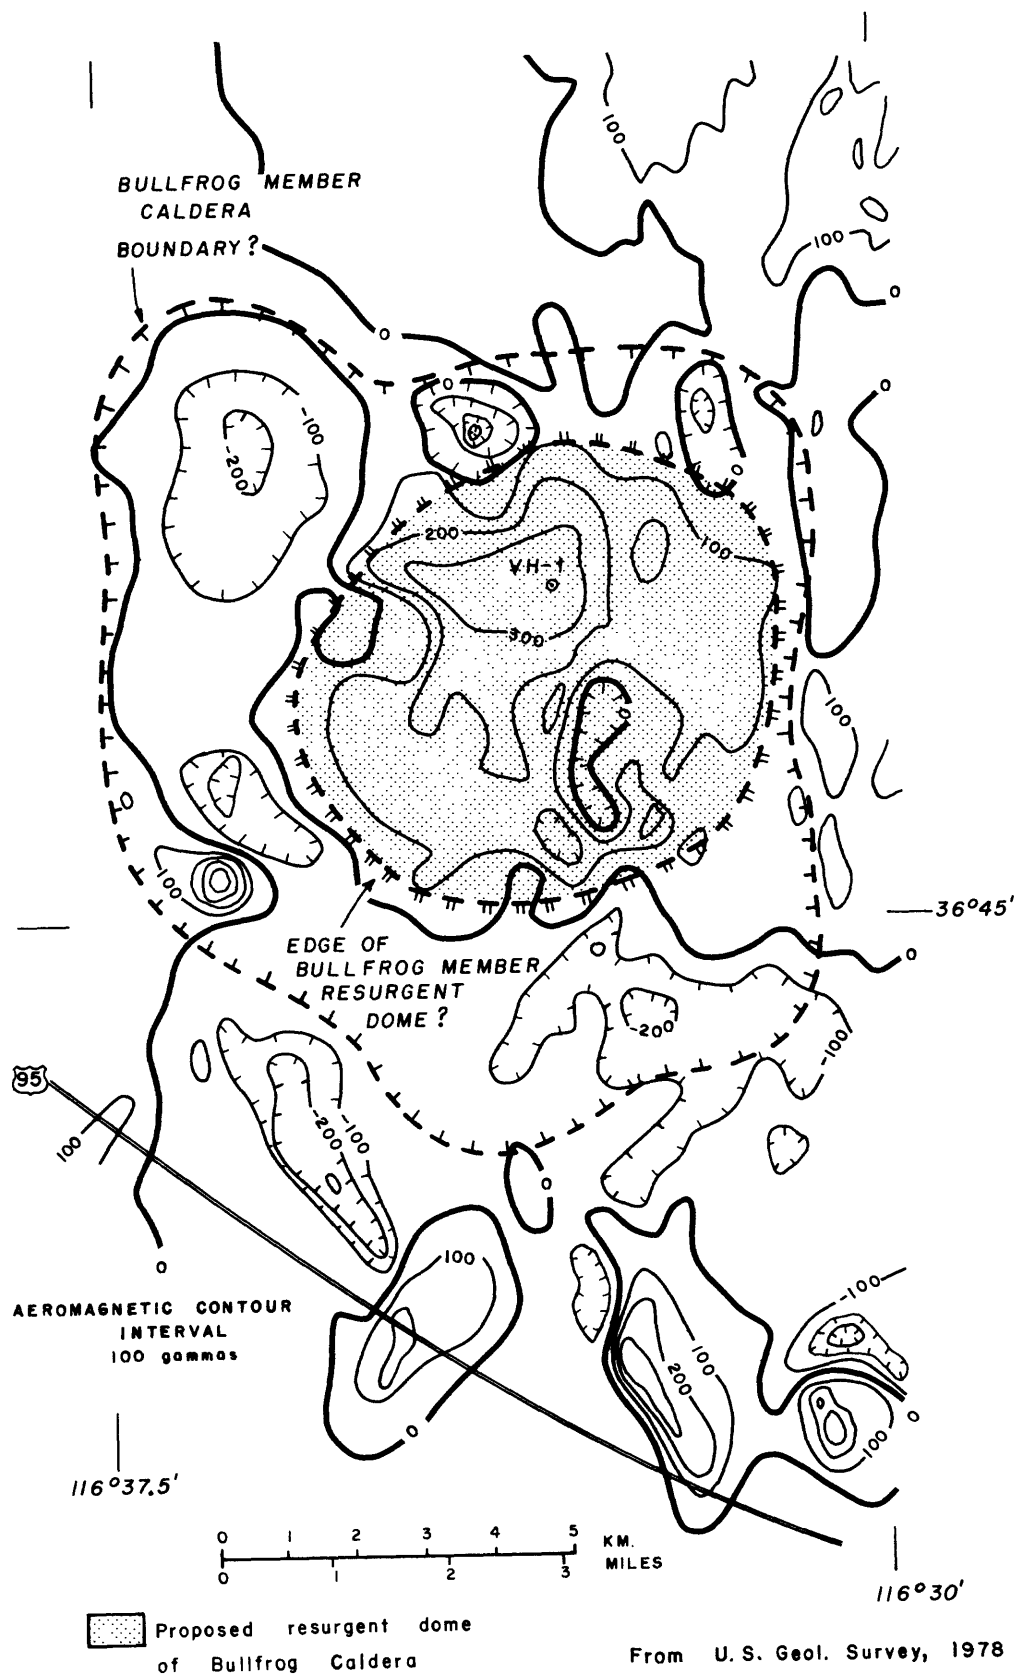 100
BULLFROG MEMBER
CALDERA
BOUNDARY?
100
0
0
0
0
-100
-200
0
200
100
VH-1
300
0
100
100
36°45'
0
EDGE OF
BULLFROG MEMBER
RESURGENT
DOME?
-200
-100
95
-100
-200
100
0
0
100
-100
AEROMAGNETIC CONTOUR
INTERVAL
100 gammas
100
200
0
0
100
116°37.5'
0 1 2 3 4 5 KM.
0 1 2 3 MILES
116°30'
Proposed resurgent dome
of Bullfrog Caldera
From U.S. Geol. Survey, 1978